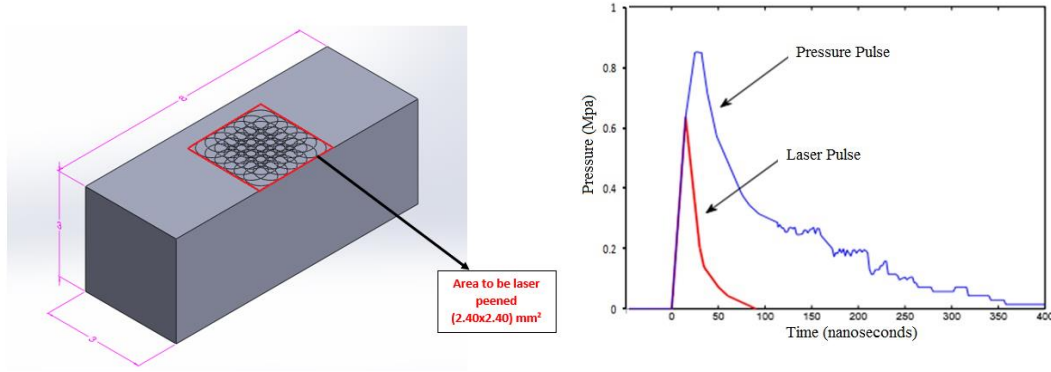 8
3
3
Area to be laser
peened
(2.40x2.40) mm²
Pressure (Mpa)
1
0.8
0.6
0.4
0.2
0
Pressure Pulse
Laser Pulse
0 50 100 150 200 250 300 350 400
Time (nanoseconds)